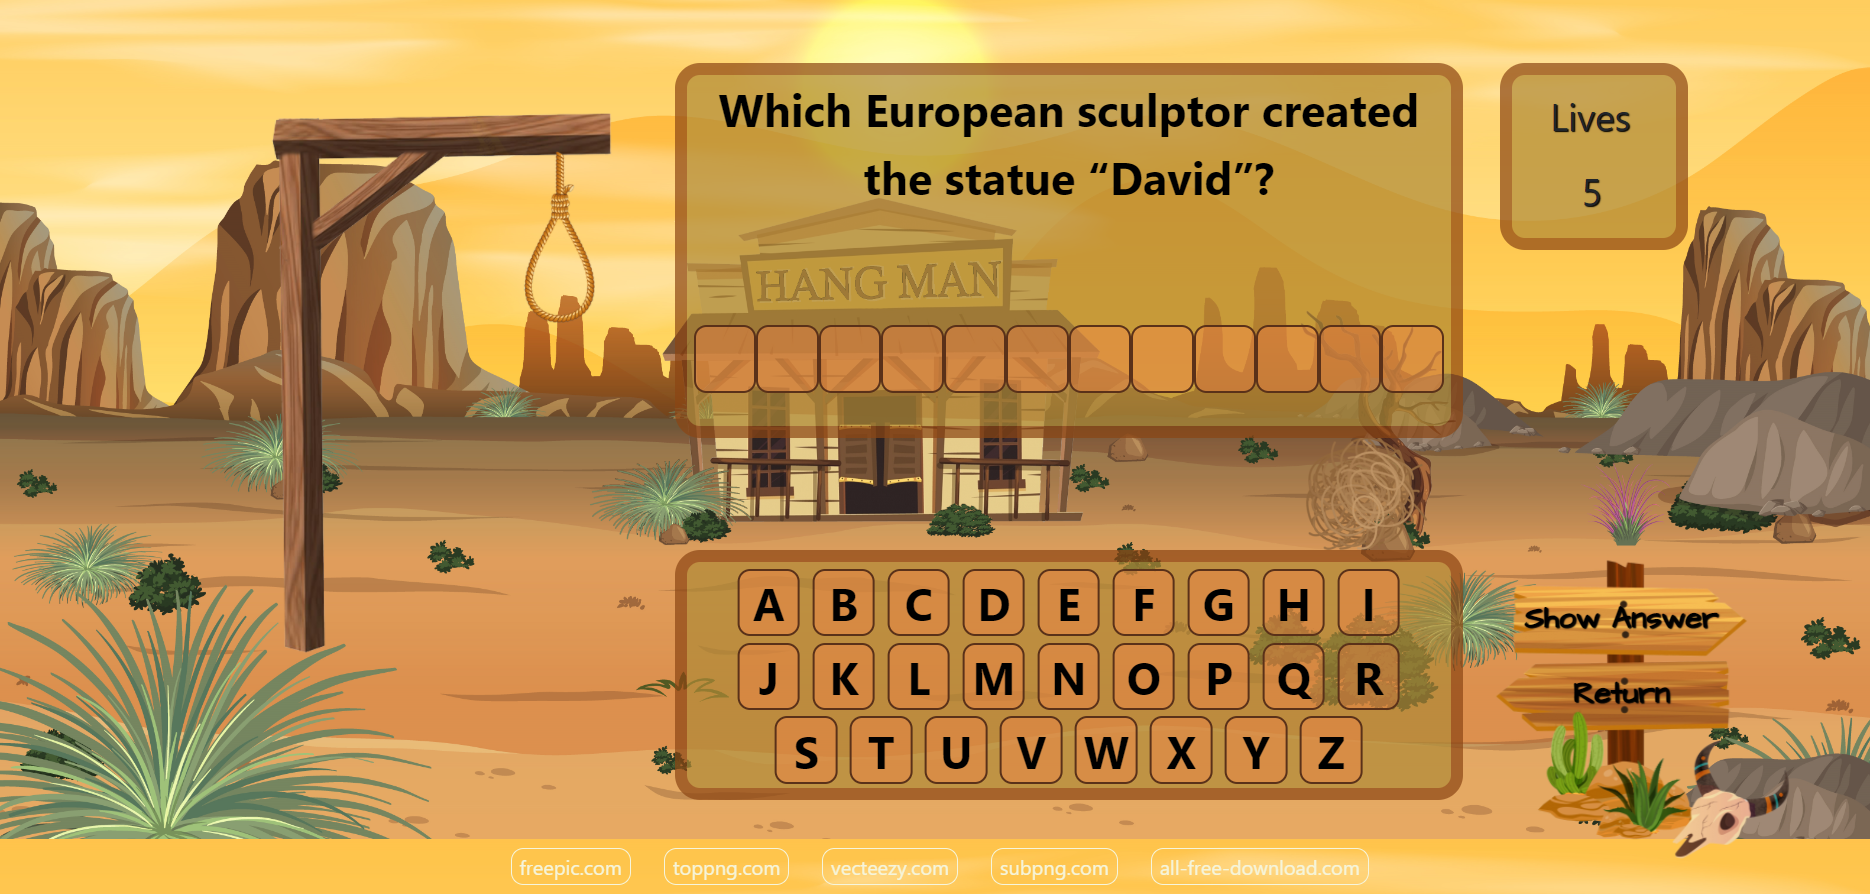 Which European sculptor created
the statue “David”?
Lives
5
HANG MAN
A B C D E F G H I
J K L M N O P Q R
S T U V W X Y Z
Show Answer
Return
freepic.com toppng.com vecteezy.com subpng.com all-free-download.com